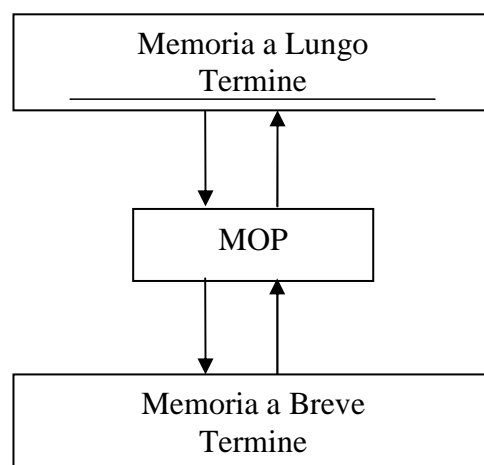 Memoria a Lungo
Termine
MOP
Memoria a Breve
Termine